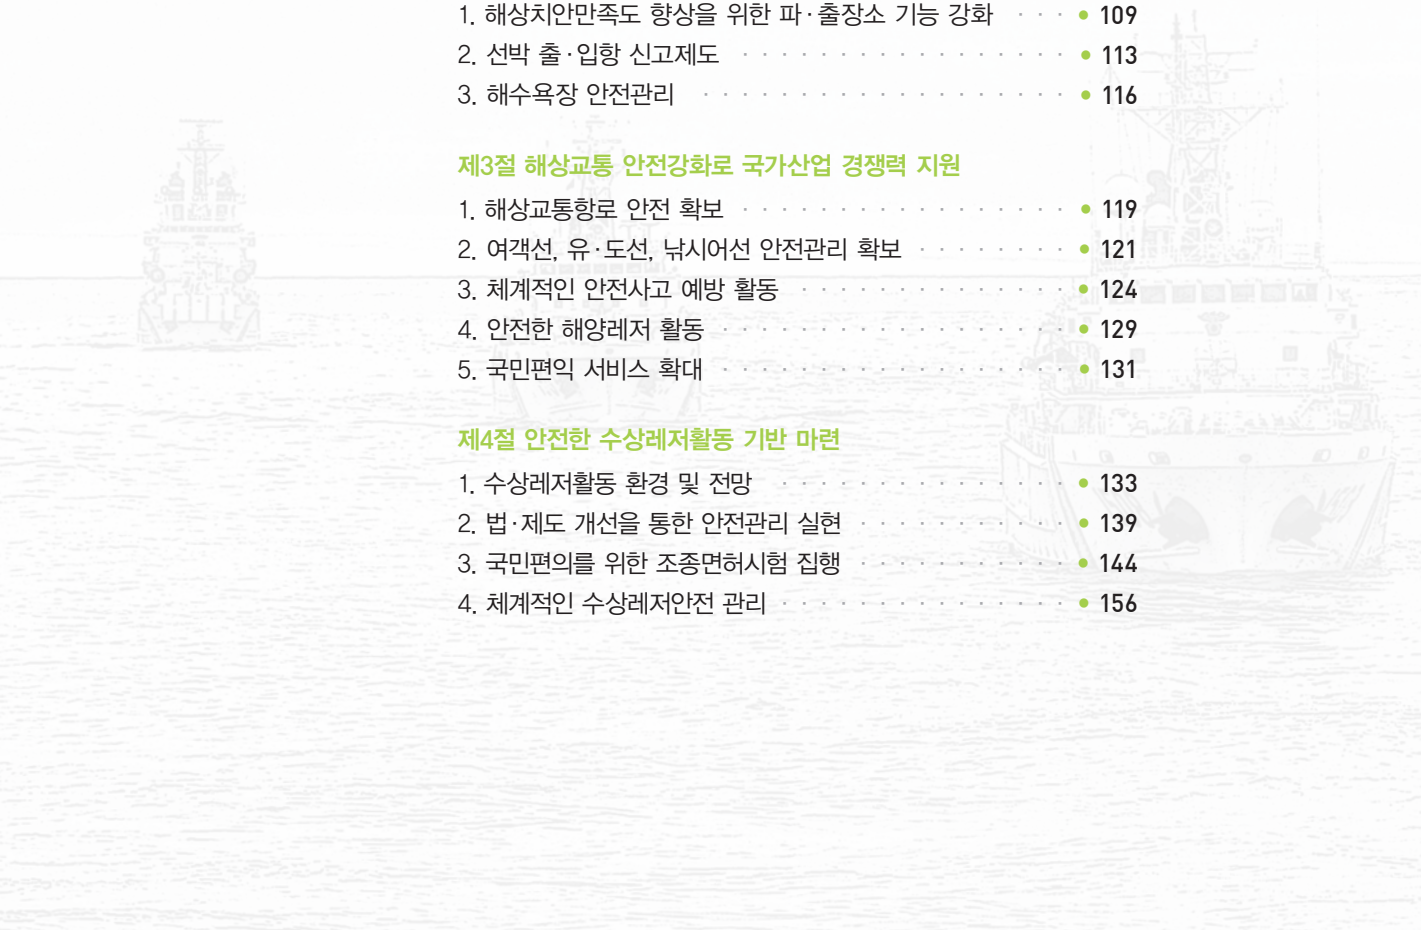 1. 해상치안만족도 향상을 위한 파·출장소 기능 강화 · · · • 109
2. 선박 출·입항 신고제도 · · · · · · · · · · · · · · · · · • 113
3. 해수욕장 안전관리 · · · · · · · · · · · · · · · · · · · • 116
제3절 해상교통 안전강화로 국가산업 경쟁력 지원
1. 해상교통항로 안전 확보 · · · · · · · · · · · · · · · · · • 119
2. 여객선, 유·도선, 낚시어선 안전관리 확보 · · · · · · · · • 121
3. 체계적인 안전사고 예방 활동 · · · · · · · · · · · · · · • 124
4. 안전한 해양레저 활동 · · · · · · · · · · · · · · · · · · • 129
5. 국민편익 서비스 확대 · · · · · · · · · · · · · · · · · · • 131
제4절 안전한 수상레저활동 기반 마련
1. 수상레저활동 환경 및 전망 · · · · · · · · · · · · · · · • 133
2. 법·제도 개선을 통한 안전관리 실현 · · · · · · · · · · · • 139
3. 국민편의를 위한 조종면허시험 집행 · · · · · · · · · · · • 144
4. 체계적인 수상레저안전 관리 · · · · · · · · · · · · · · · • 156